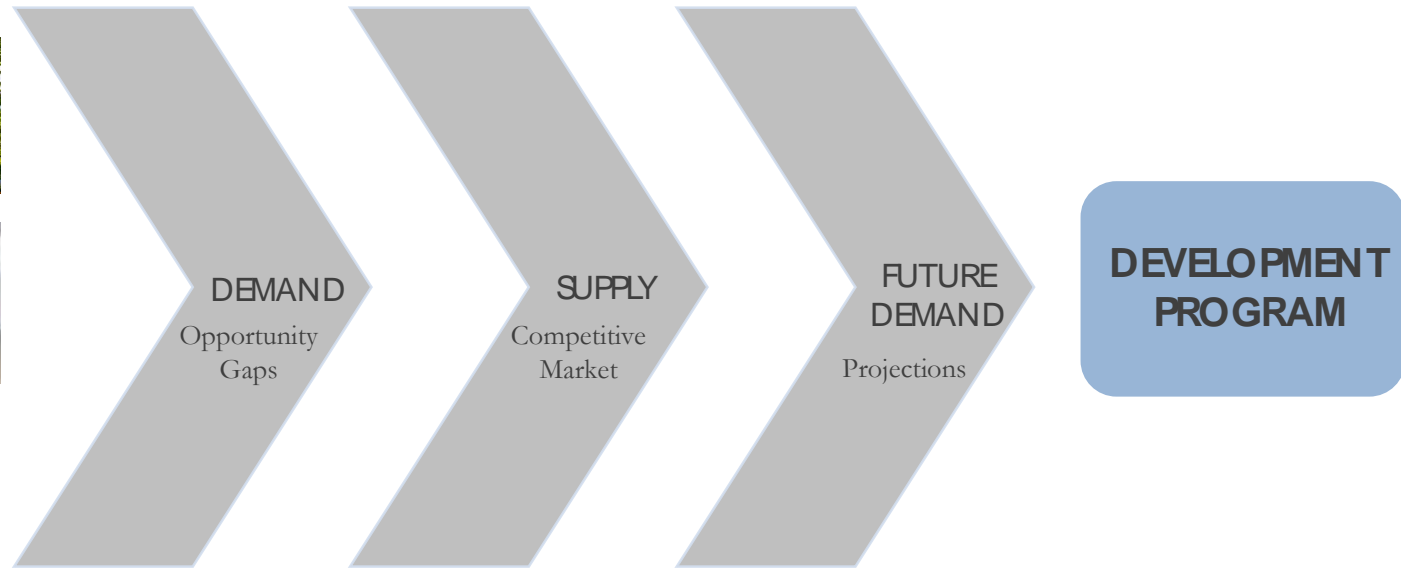 DEMAND
Opportunity
Gaps
SUPPLY
Competitive
Market
FUTURE
DEMAND
Projections
DEVELOPMENT
PROGRAM